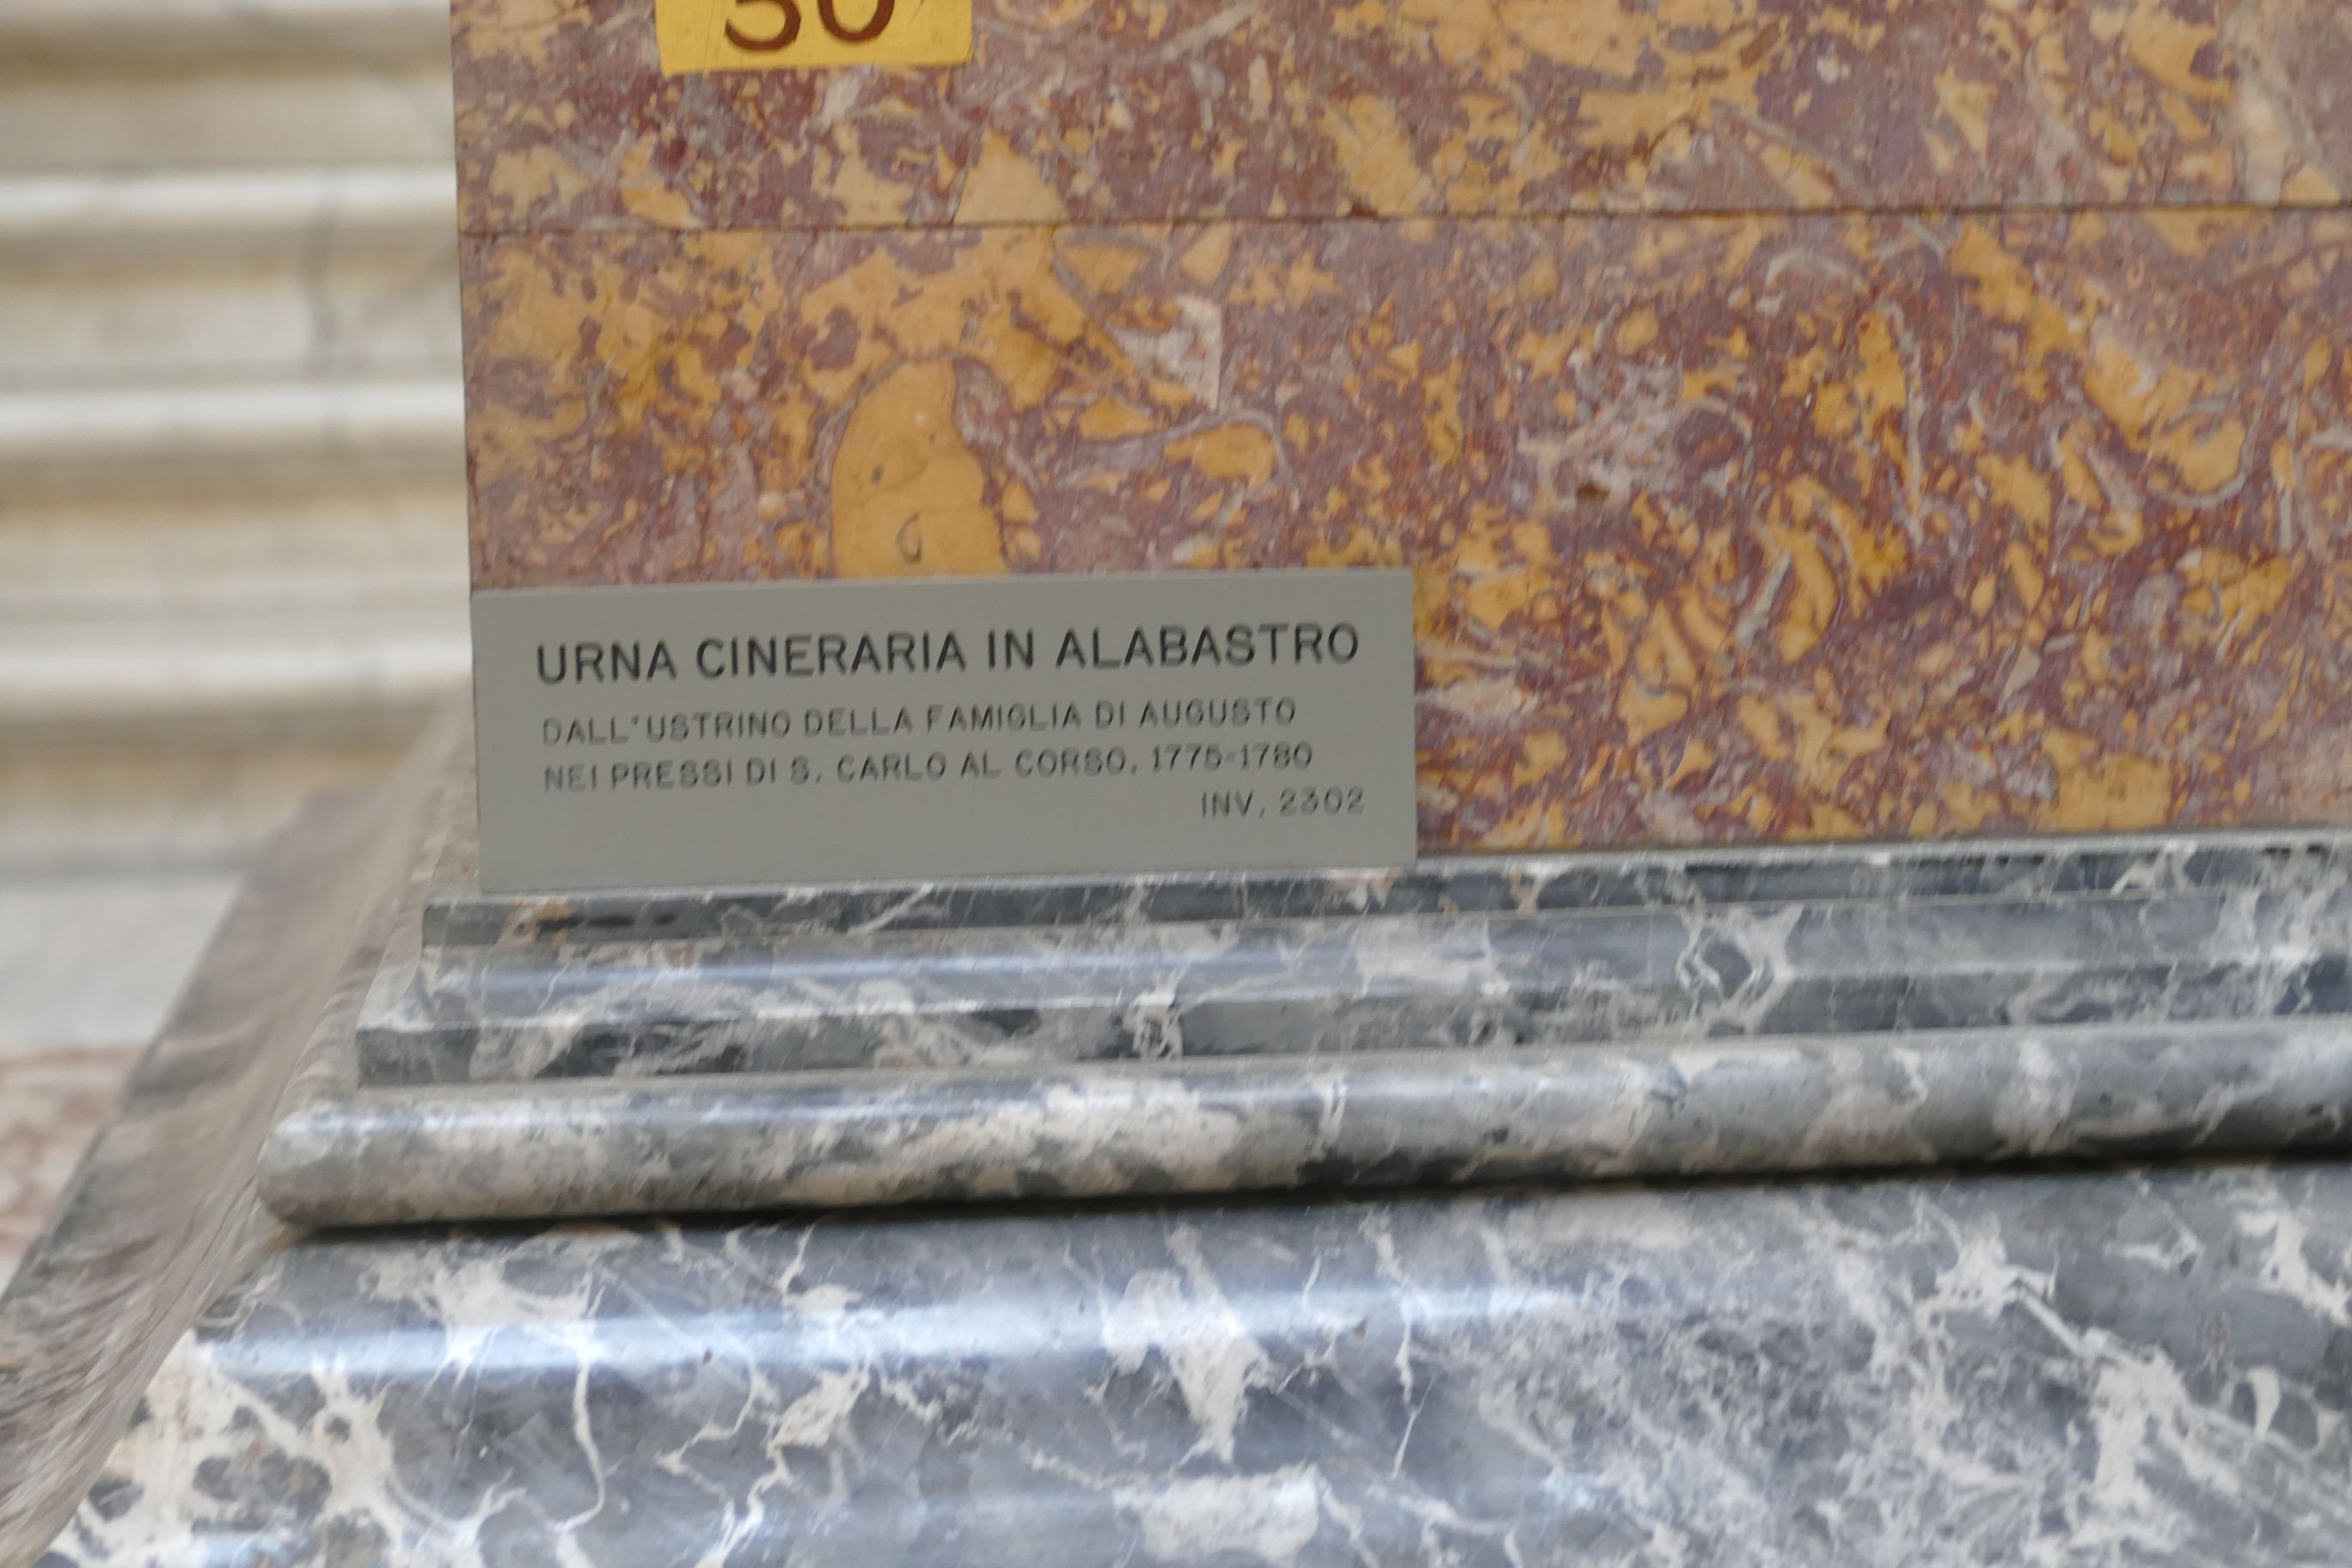 30
URNA CINERARIA IN ALABASTRO
DALL'USTRINO DELLA FAMIGLIA DI AUGUSTO
NEI PRESSI DI S. CARLO AL CORSO, 1775-1780
INV. 2302